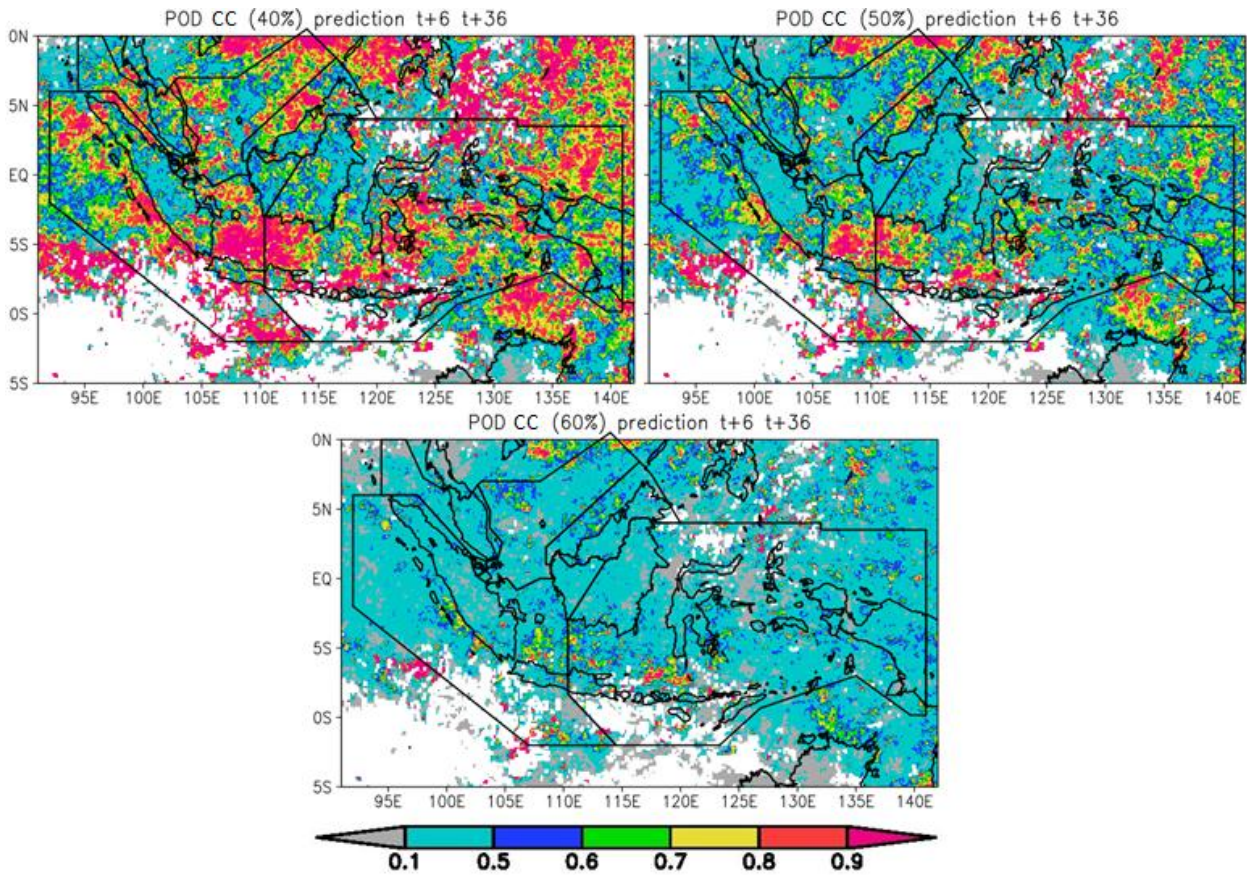 POD CC (40%) prediction t+6 t+36
POD CC (50%) prediction t+6 t+36
0N
5N
EQ
5S
0S
5S
95E 100E 105E 110E 115E 120E 125E 130E 135E 140E
0N
5N
EQ
5S
0S
5S
95E 100E 105E 110E 115E 120E 125E 130E 135E 140E
POD CC (60%) prediction t+6 t+36
0N
5N
EQ
5S
0S
5S
95E 100E 105E 110E 115E 120E 125E 130E 135E 140E
0.1 0.5 0.6 0.7 0.8 0.9